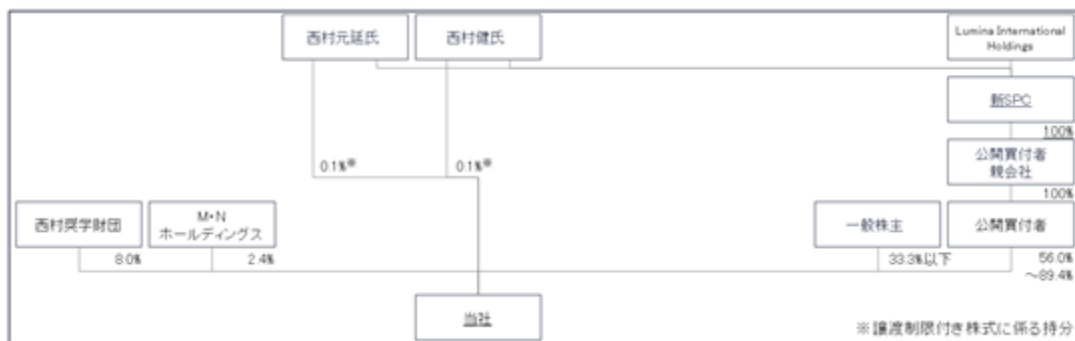 西村元延氏
西村健氏
Lumina International
Holdings
新SPC
100%
公開買付者
親会社
0.1%※
0.1%※
100%
西村奨学財団
M・N
ホールディングス
一般株主
公開買付者
8.0%
2.4%
33.3%以下
56.0%
～89.4%
当社
※譲渡制限付き株式に係る持分